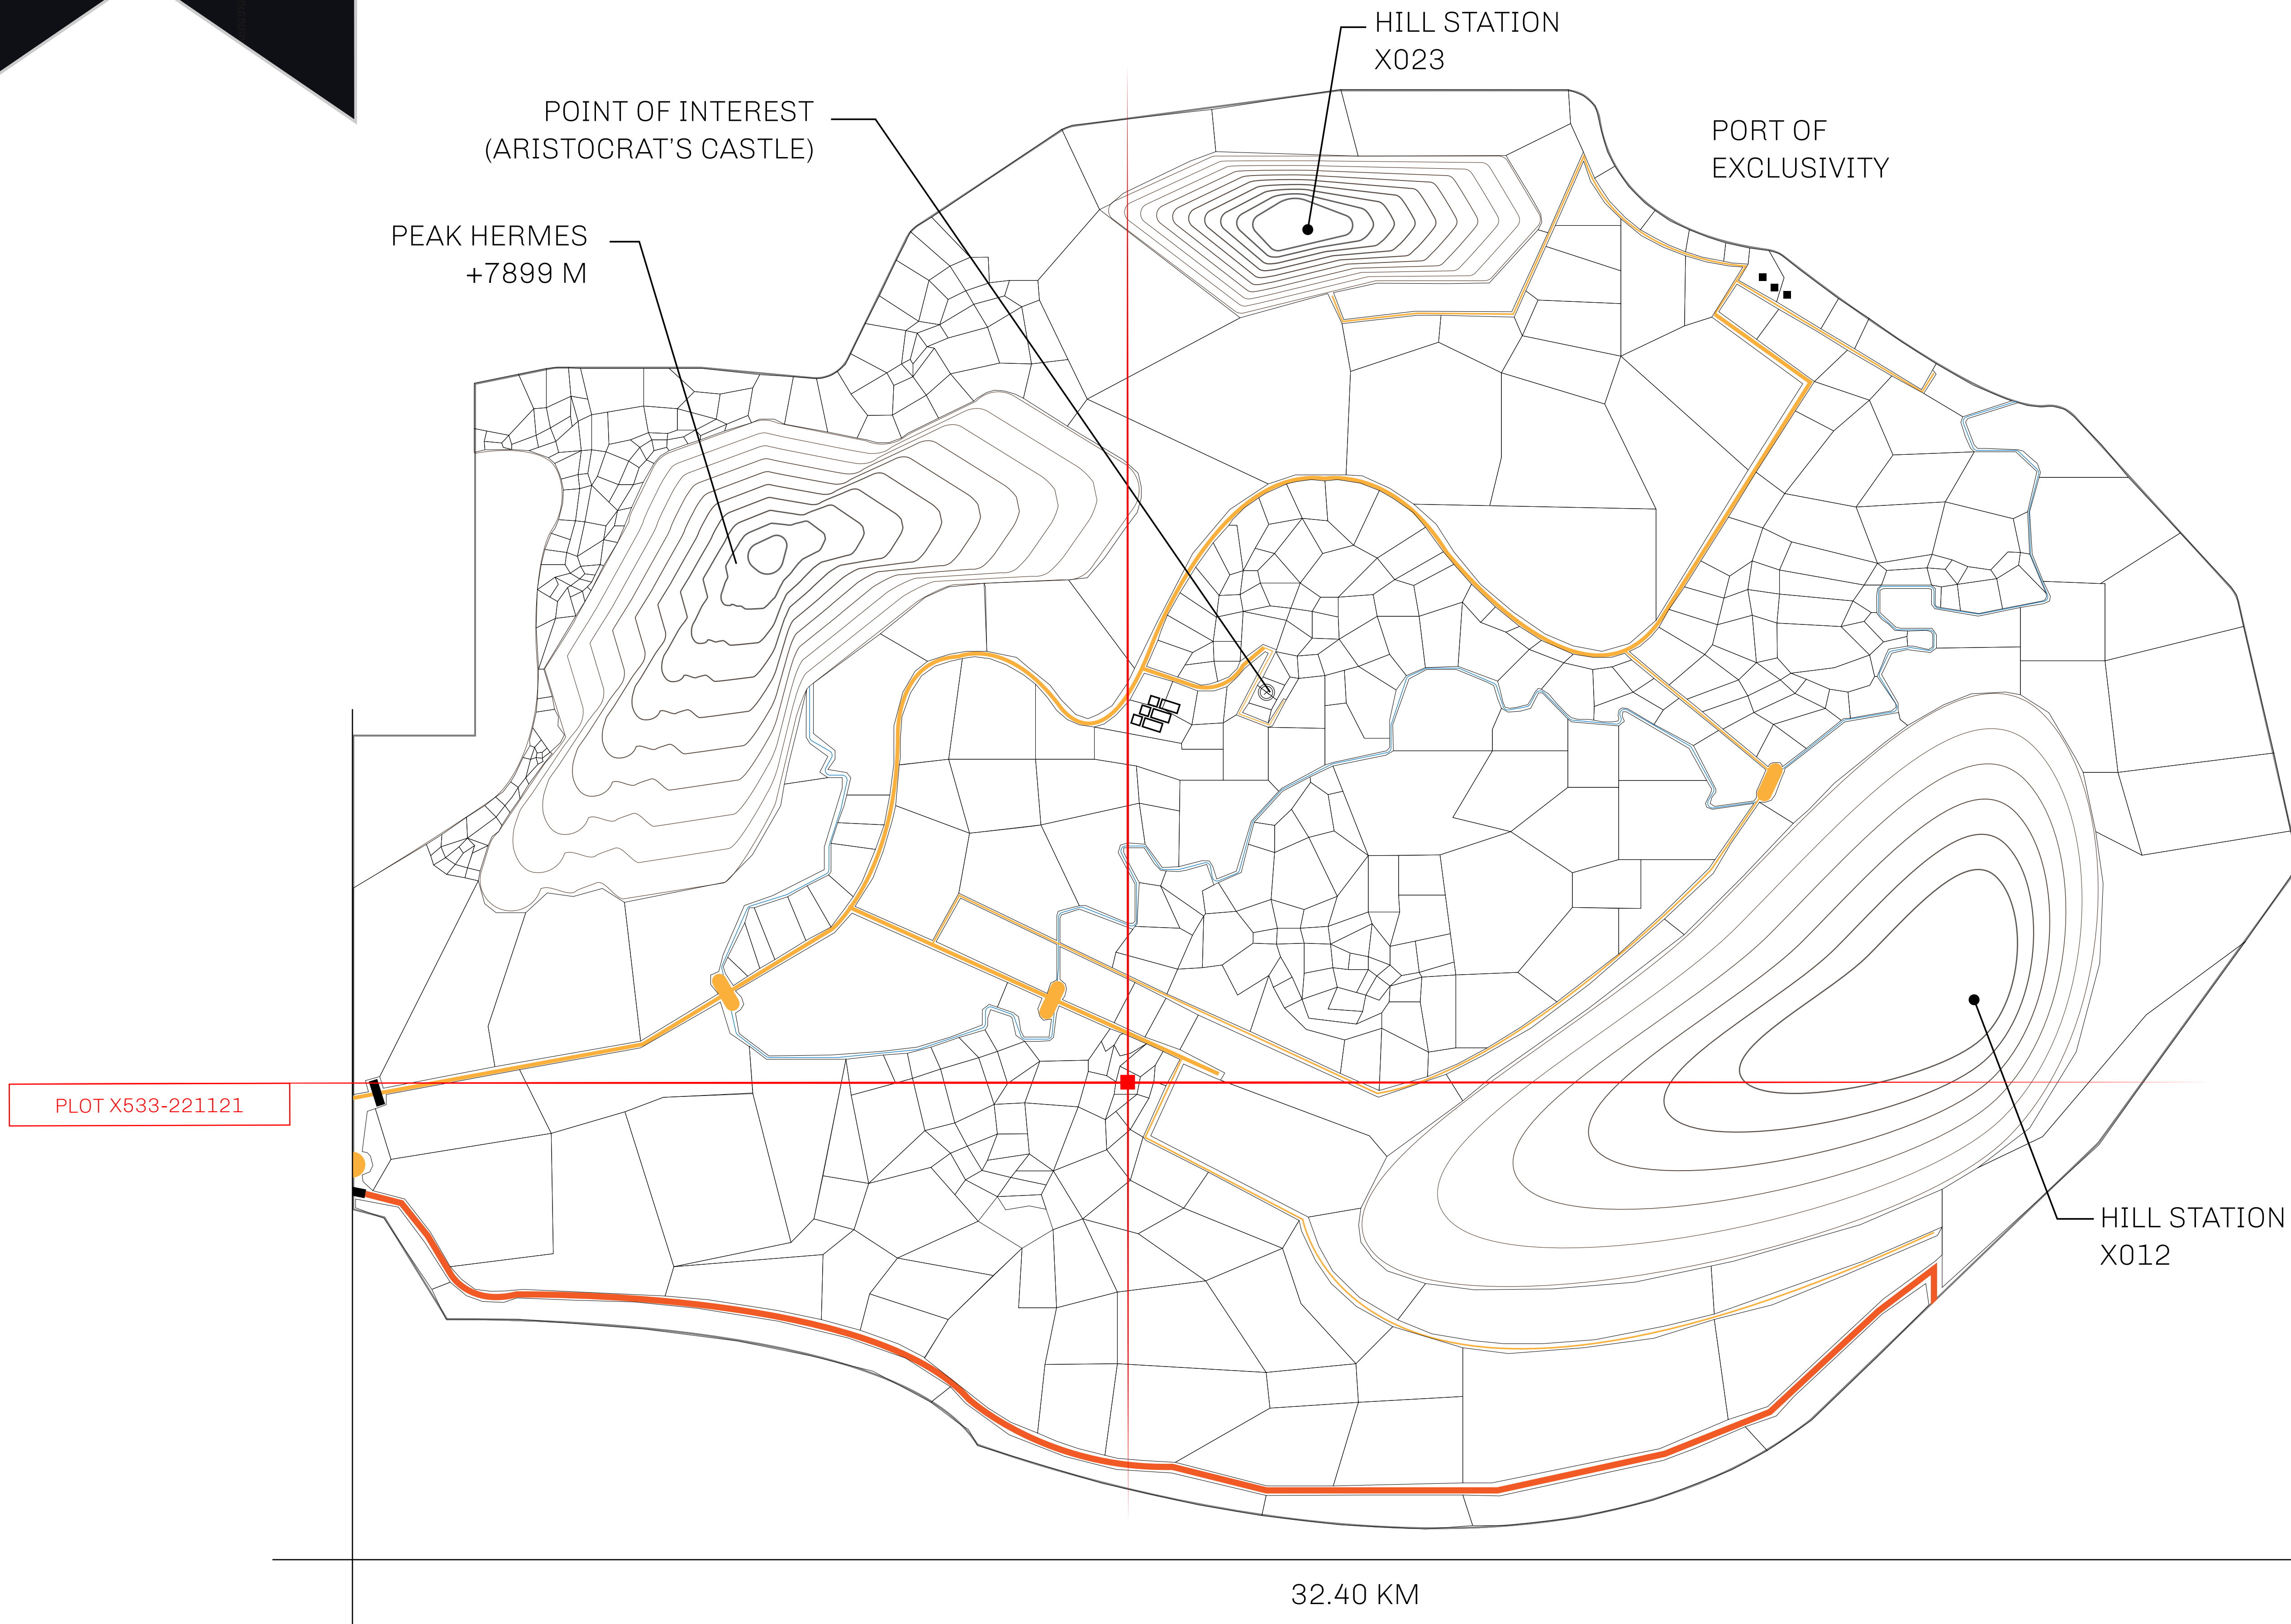 HILL STATION
X023
POINT OF INTEREST
(ARISTOCRAT'S CASTLE)
PORT OF
EXCLUSIVITY
PEAK HERMES
+7899 M
PLOT X533-221121
HILL STATION
X012
32.40 KM